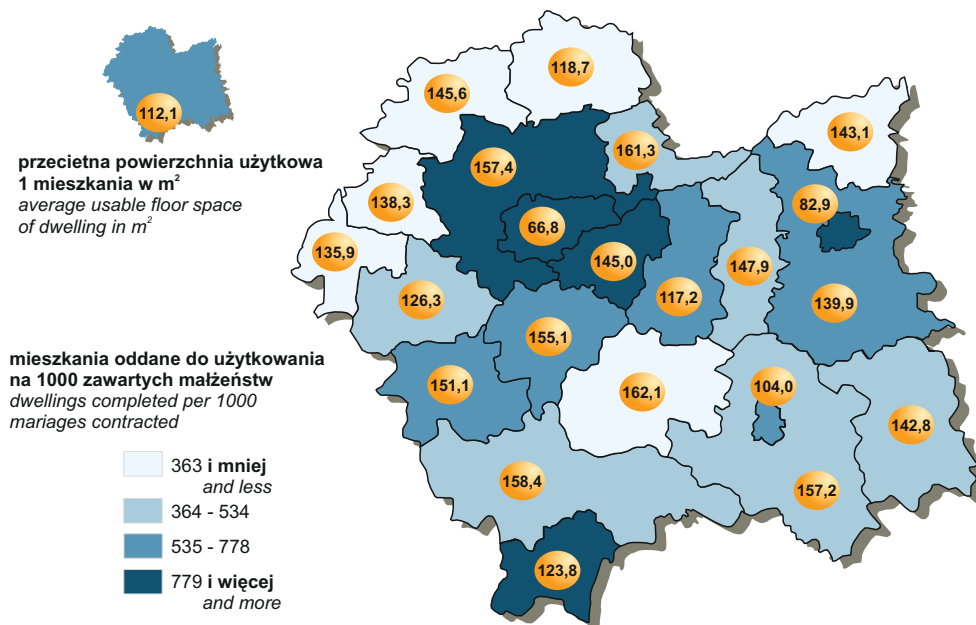 112,1
przecietna powierzchnia użytkowa
1 mieszkania w m²
average usable floor space
of dwelling in m²
mieszkania oddane do użytkowania
na 1000 zawartych małżeństw
dwellings completed per 1000
mariages contracted
363 i mniej
and less
364 - 534
535 - 778
779 i więcej
and more
118,7
145,6
143,1
161,3
157,4
138,3
82,9
66,8
135,9
145,0
147,9
126,3
117,2
139,9
155,1
151,1
162,1
104,0
142,8
158,4
157,2
123,8